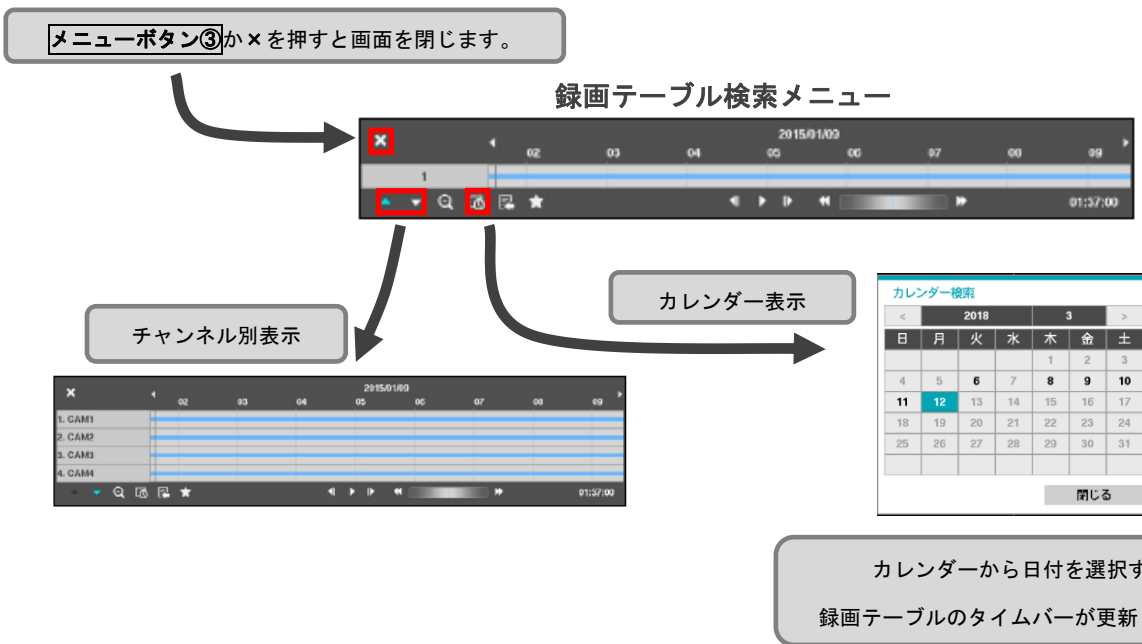 メニューボタン③か×を押すと画面を閉じます。
録画テーブル検索メニュー
2015/01/09
02 03 04 05 06 07 08 09
1
01:37:00
チャンネル別表示
カレンダー表示
2015/01/09
02 03 04 05 06 07 08 09
1. CAM1
2. CAM2
3. CAM3
4. CAM4
01:37:00
カレンダー検索
< 2018 3 >
日 月 火 水 木 金 土
1 2 3
4 5 6 7 8 9 10
11 12 13 14 15 16 17
18 19 20 21 22 23 24
25 26 27 28 29 30 31
閉じる
カレンダーから日付を選択す
録画テーブルのタイムバーが更新